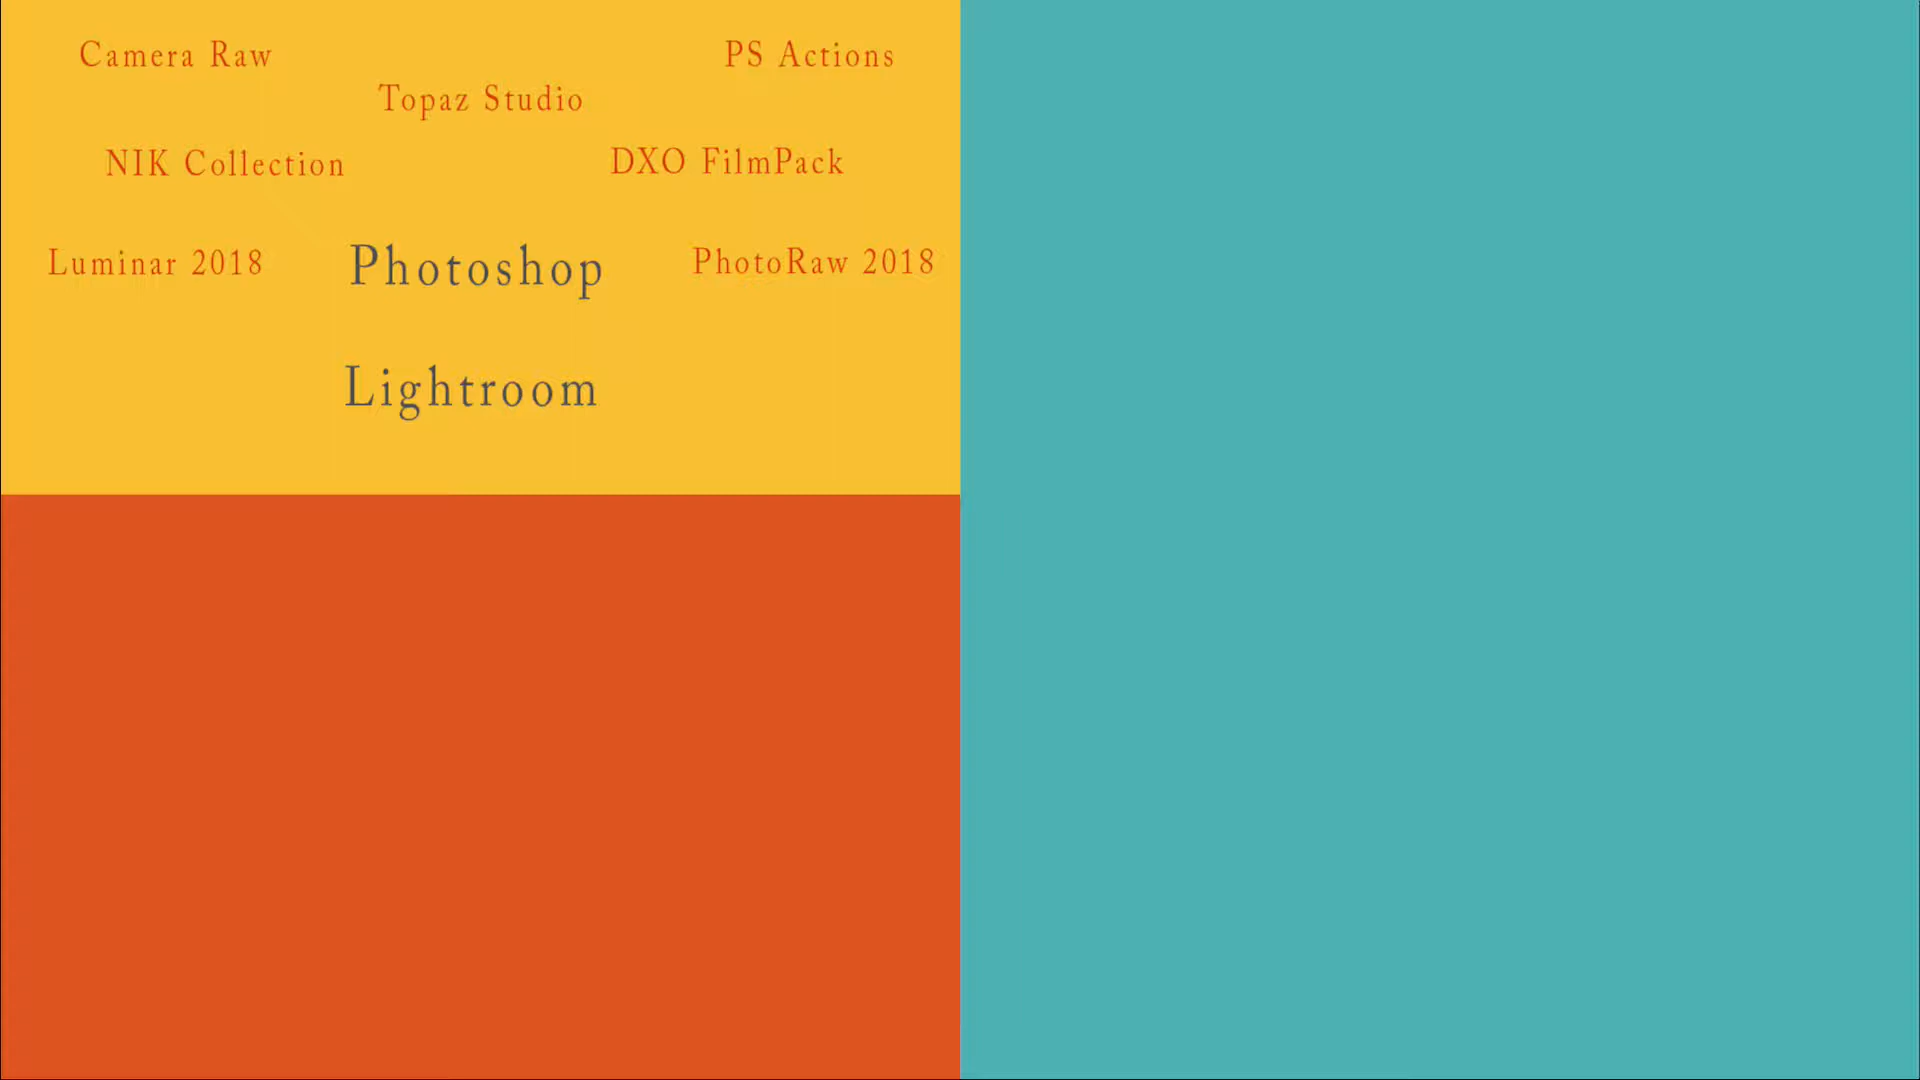 Camera Raw
PS Actions
Topaz Studio
NIK Collection
DXO FilmPack
Luminar 2018
Photoshop
PhotoRaw 2018
Lightroom